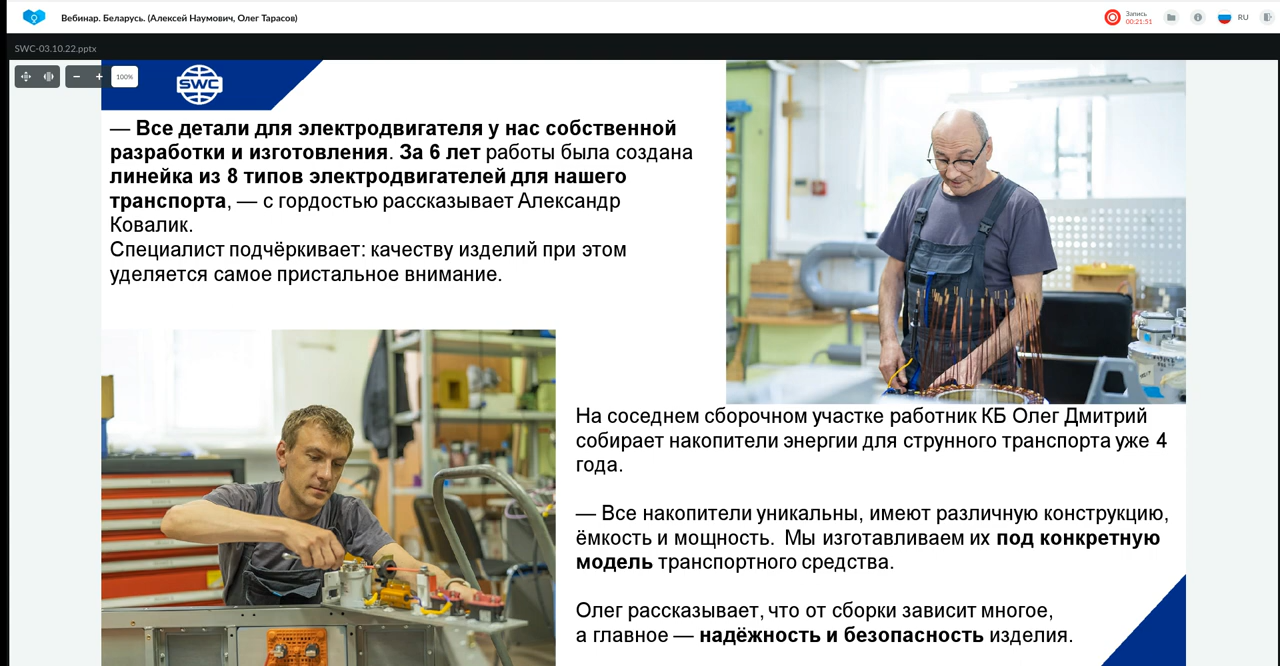 Вебинар. Беларусь. (Алексей Наумович, Олег Тарасов)
Запись
00:21:51
RU
SWC-03.10.22.pptx
100%
SWC
— Все детали для электродвигателя у нас собственной
разработки и изготовления. За 6 лет работы была создана
линейка из 8 типов электродвигателей для нашего
транспорта, — с гордостью рассказывает Александр
Ковалик.
Специалист подчёркивает: качеству изделий при этом
уделяется самое пристальное внимание.
На соседнем сборочном участке работник КБ Олег Дмитрий
собирает накопители энергии для струнного транспорта уже 4
года.
— Все накопители уникальны, имеют различную конструкцию,
ёмкость и мощность. Мы изготавливаем их под конкретную
модель транспортного средства.
Олег рассказывает, что от сборки зависит многое,
а главное — надёжность и безопасность изделия.